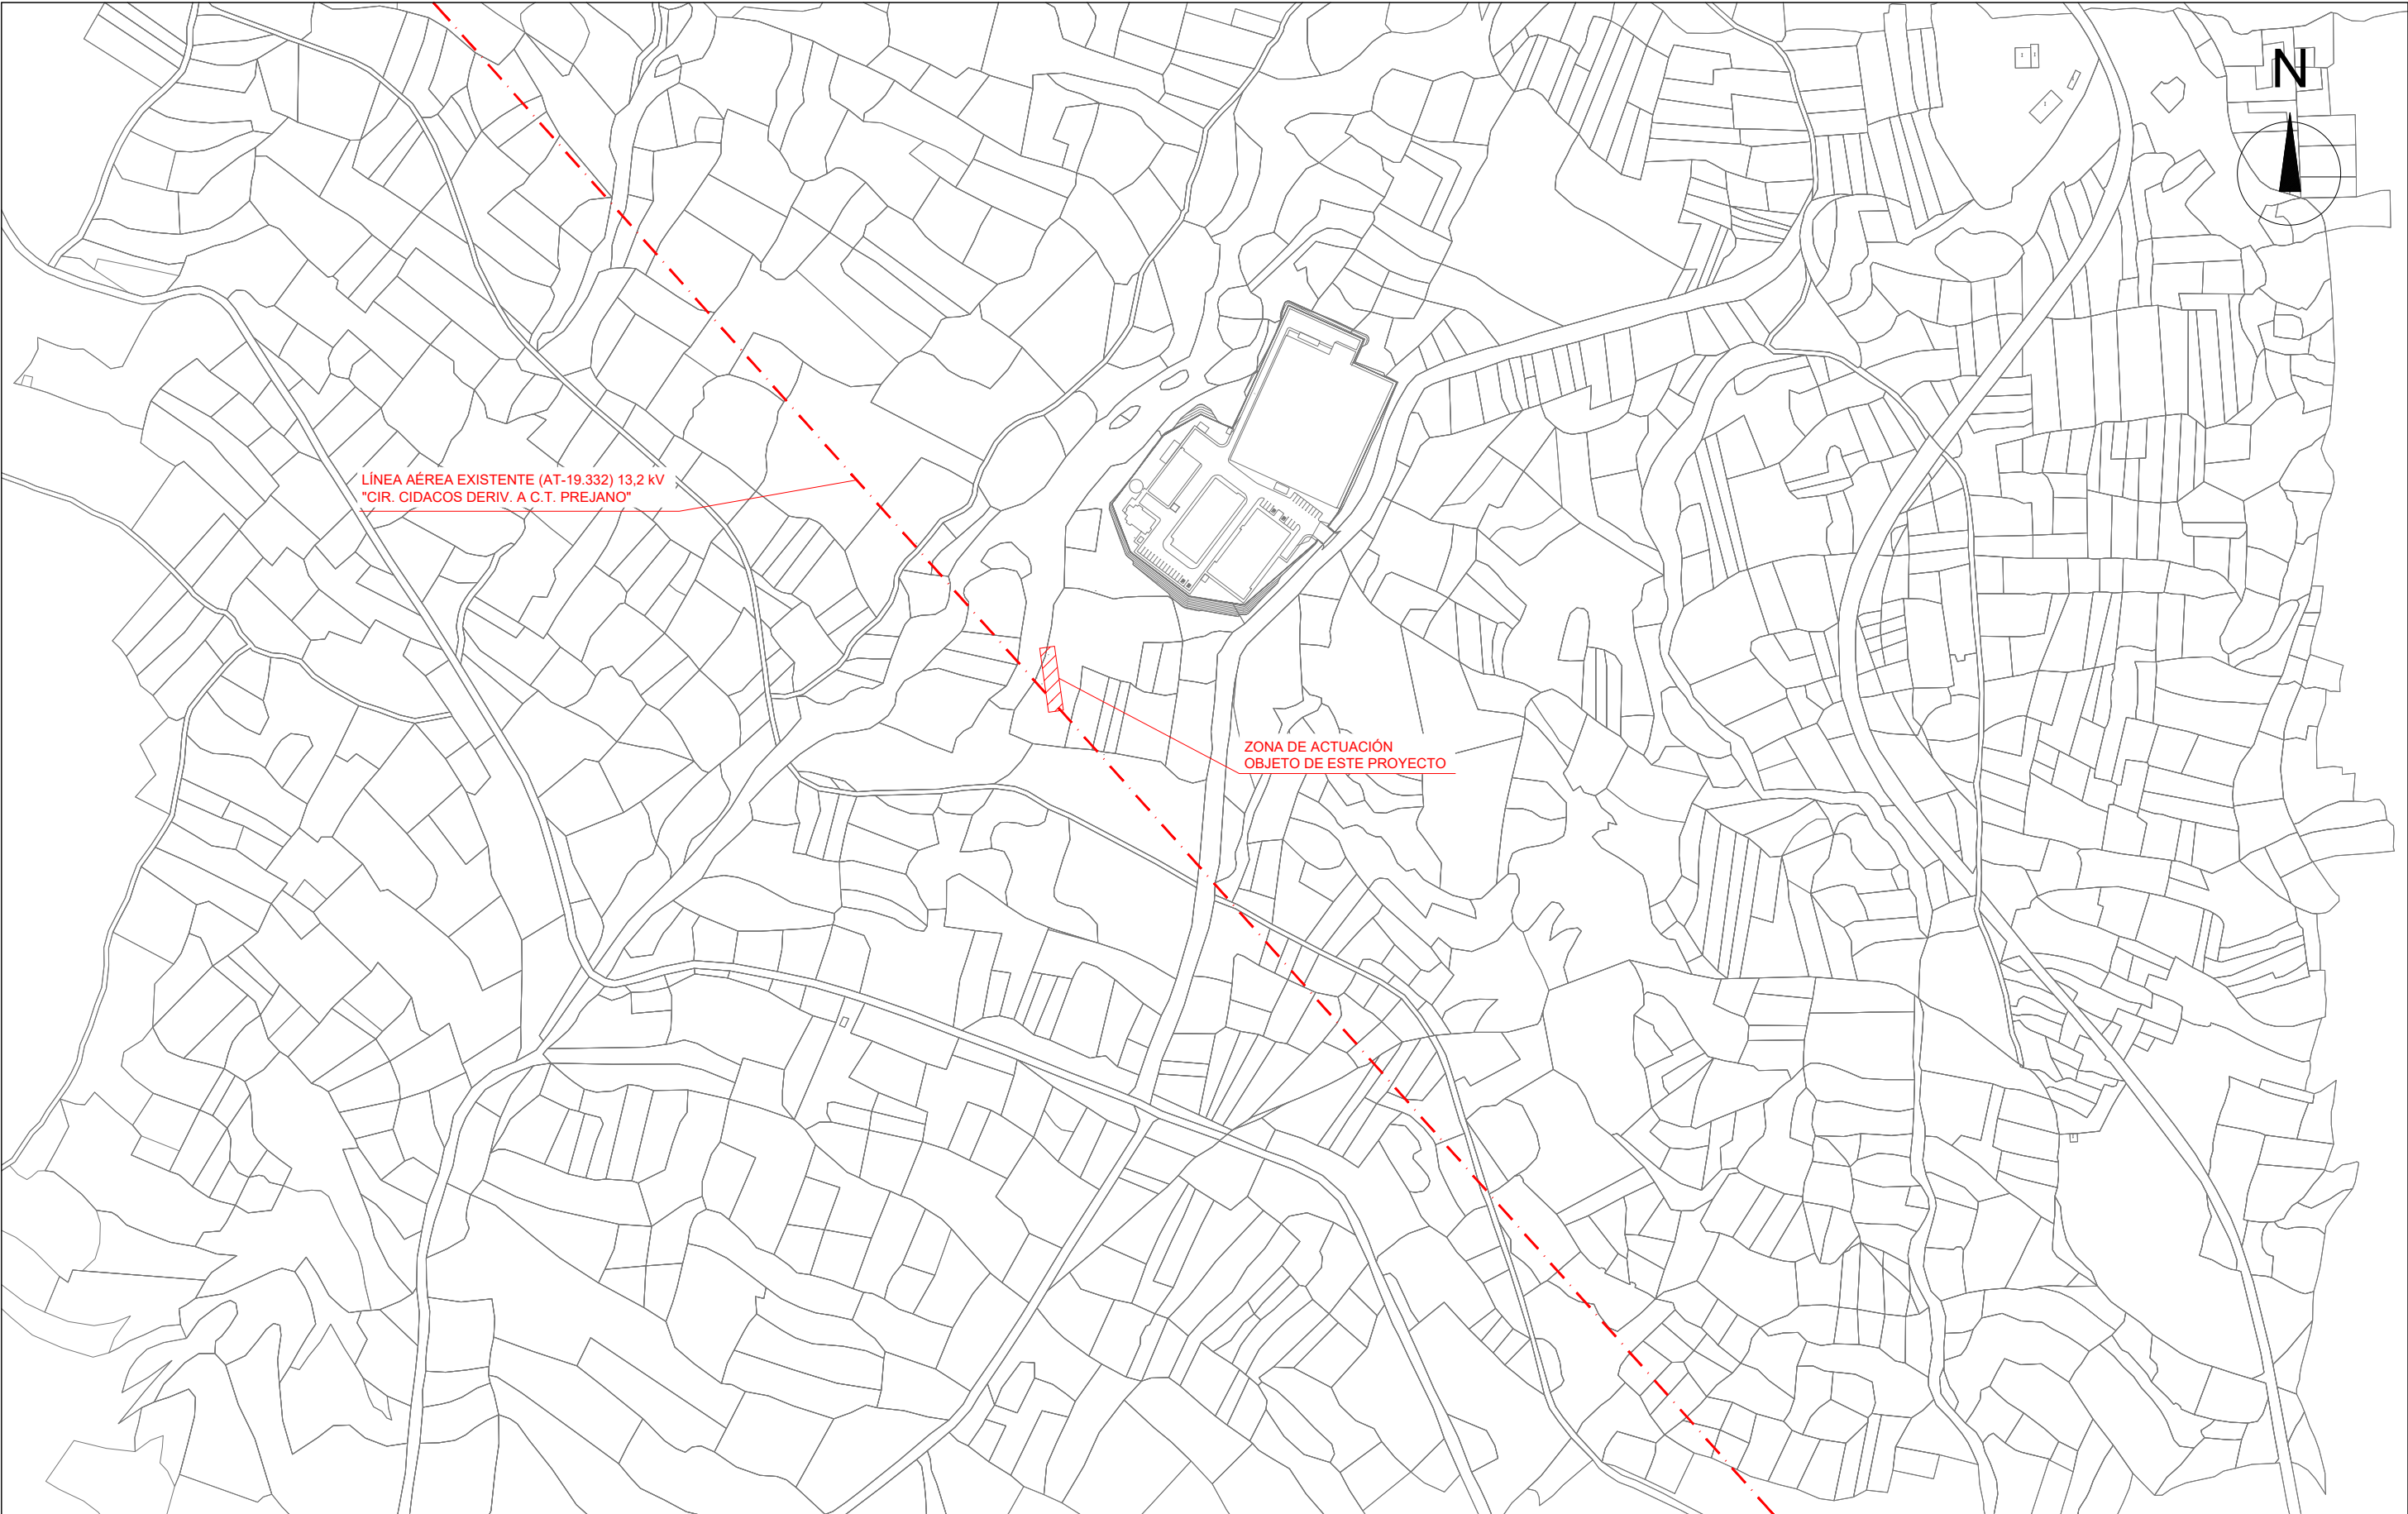 N
LÍNEA AÉREA EXISTENTE (AT-19.332) 13,2 kV
"CIR. CIDACOS DERIV. A C.T. PREJANO"
ZONA DE ACTUACIÓN
OBJETO DE ESTE PROYECTO